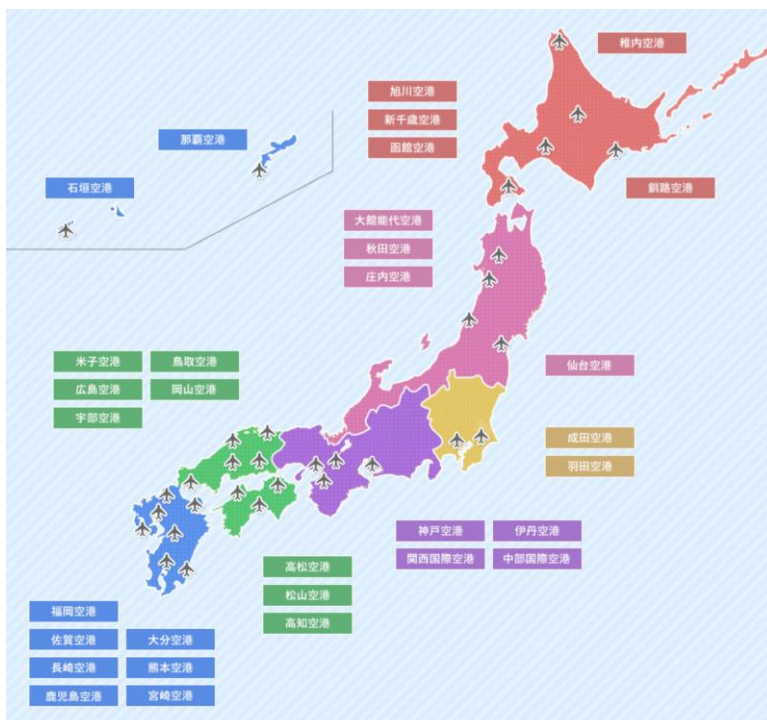 稚内空港
旭川空港
新千歳空港
函館空港
釧路空港
那覇空港
石垣空港
大館能代空港
秋田空港
庄内空港
仙台空港
米子空港
鳥取空港
広島空港
岡山空港
宇部空港
成田空港
羽田空港
神戸空港
伊丹空港
関西国際空港
中部国際空港
高松空港
松山空港
高知空港
福岡空港
佐賀空港
大分空港
長崎空港
熊本空港
鹿児島空港
宮崎空港